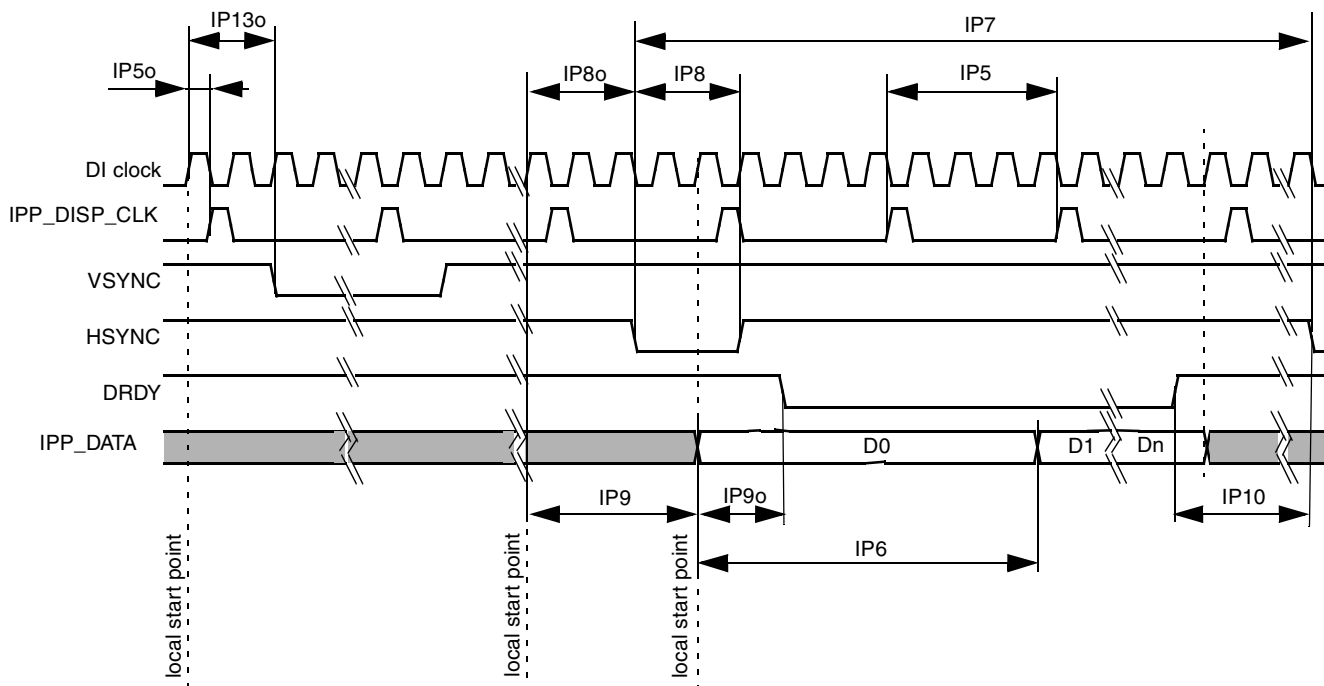 IP13o
IP7
IP5o
IP8o
IP8
IP5
DI clock
IPP_DISP_CLK
VSYNC
HSYNC
DRDY
IPP_DATA
D0
D1
Dn
IP9
IP9o
IP10
IP6
local start point
local start point
local start point